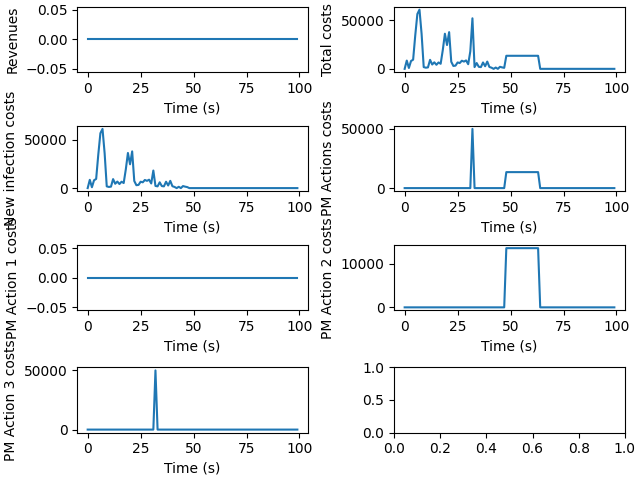 Revenues
0.05
0.00
−0.05
0 25 50 75 100
Time (s)
Total costs
50000
0
0 25 50 75 100
Time (s)
New infection costs
50000
0
0 25 50 75 100
Time (s)
PM Actions costs
50000
0
0 25 50 75 100
Time (s)
PM Action 1 costs
0.05
0.00
−0.05
0 25 50 75 100
Time (s)
PM Action 2 costs
10000
0
0 25 50 75 100
Time (s)
PM Action 3 costs
50000
0
0 25 50 75 100
Time (s)
1.0
0.5
0.0
0.0 0.2 0.4 0.6 0.8 1.0